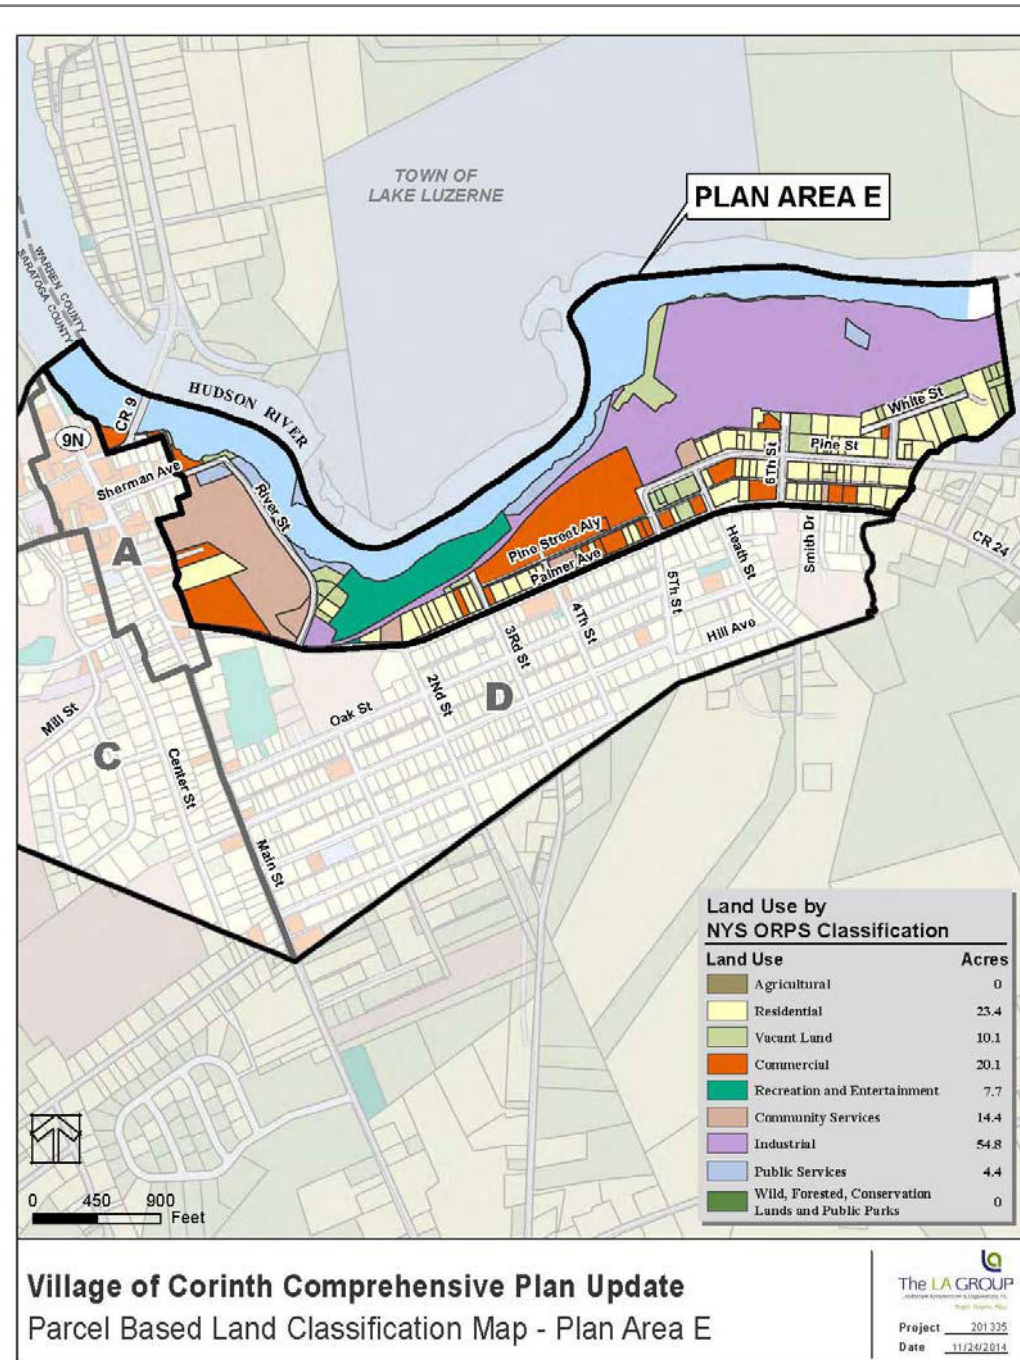 TOWN OF
LAKE LUZERNE
PLAN AREA E
WARREN COUNTY
SARATOGA COUNTY
HUDSON RIVER
CR 9
9N
Sherman Ave
River St
White St
Pine St
6Th St
Pine Street Aly
Palmer Ave
A
Heath St
Smith Dr
CR 24
5Th St
4Th St
3Rd St
Hill Ave
2Nd St
D
Oak St
Mill St
C
Center St
Main St
Land Use by
NYS ORPS Classification
Land Use Acres
Agricultural 0
Residential 23.4
Vacant Land 10.1
Commercial 20.1
Recreation and Entertainment 7.7
Community Services 14.4
Industrial 54.8
Public Services 4.4
Wild, Forested, Conservation
Lands and Public Parks 0
0 450 900
Feet
Village of Corinth Comprehensive Plan Update
Parcel Based Land Classification Map - Plan Area E
The LA GROUP
Project 201335
Date 11/24/2014